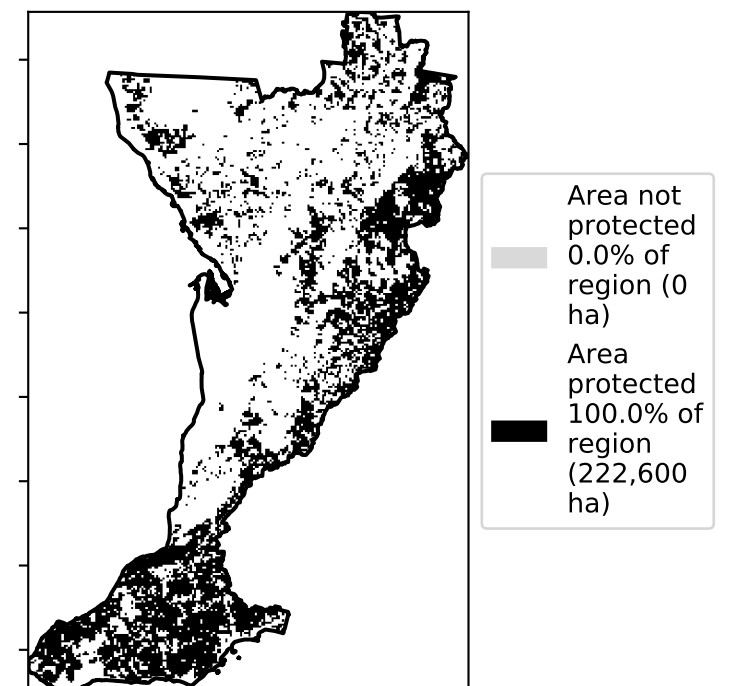 Area not
protected
0.0% of
region (0
ha)
Area
protected
100.0% of
region
(222,600
ha)